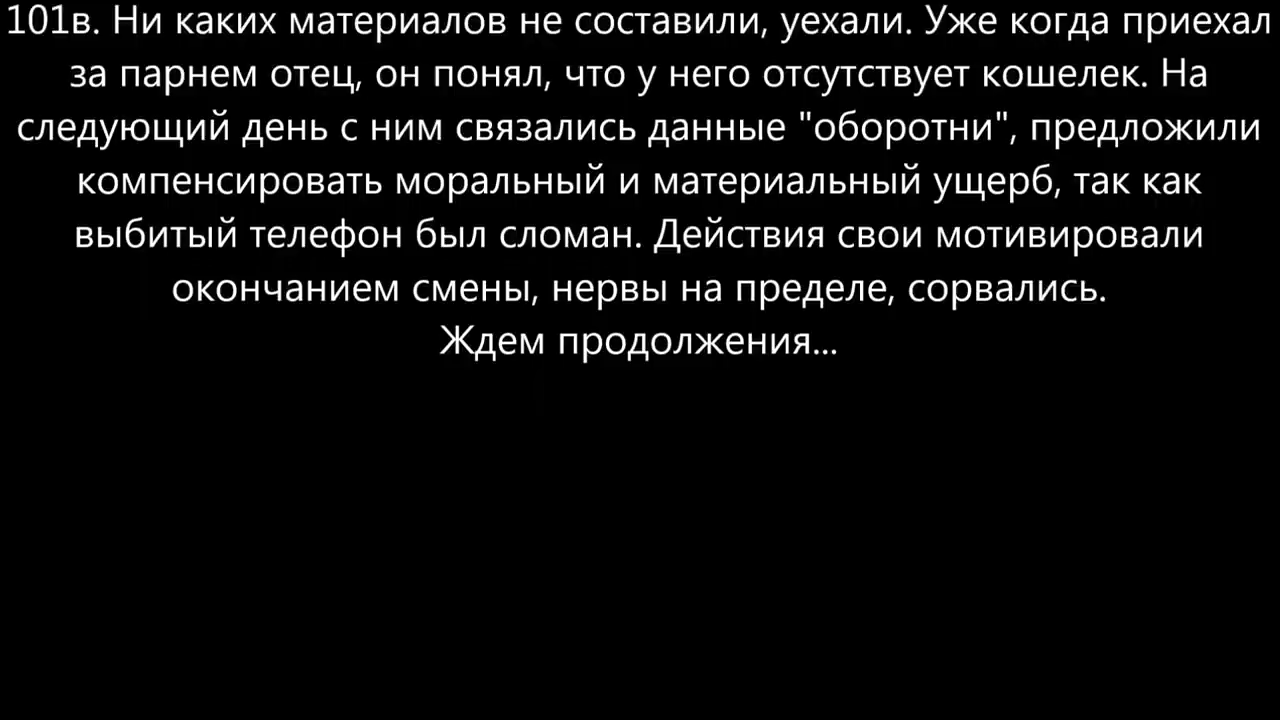 101в. Ни каких материалов не составили, уехали. Уже когда приехал
за парнем отец, он понял, что у него отсутствует кошелек. На
следующий день с ним связались данные "оборотни", предложили
компенсировать моральный и материальный ущерб, так как
выбитый телефон был сломан. Действия свои мотивировали
окончанием смены, нервы на пределе, сорвались.
Ждем продолжения...